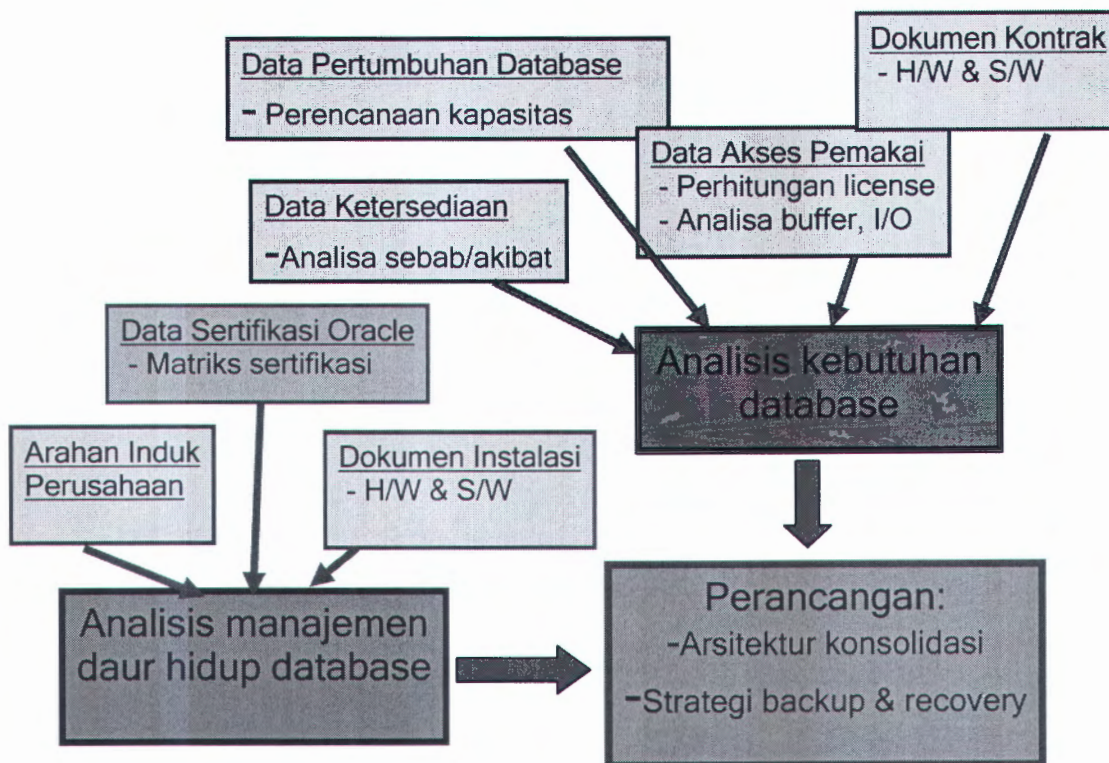 Dokumen Kontrak
- H/W & S/W
Data Pertumbuhan Database
- Perencanaan kapasitas
Data Akses Pemakai
- Perhitungan license
- Analisa buffer, I/O
Data Ketersediaan
-Analisa sebab/akibat
Data Sertifikasi Oracle
- Matriks sertifikasi
Analisis kebutuhan
database
Arahan Induk
Perusahaan
Dokumen Instalasi
- H/W & S/W
Analisis manajemen
daur hidup database
Perancangan:
-Arsitektur konsolidasi
-Strategi backup & recovery